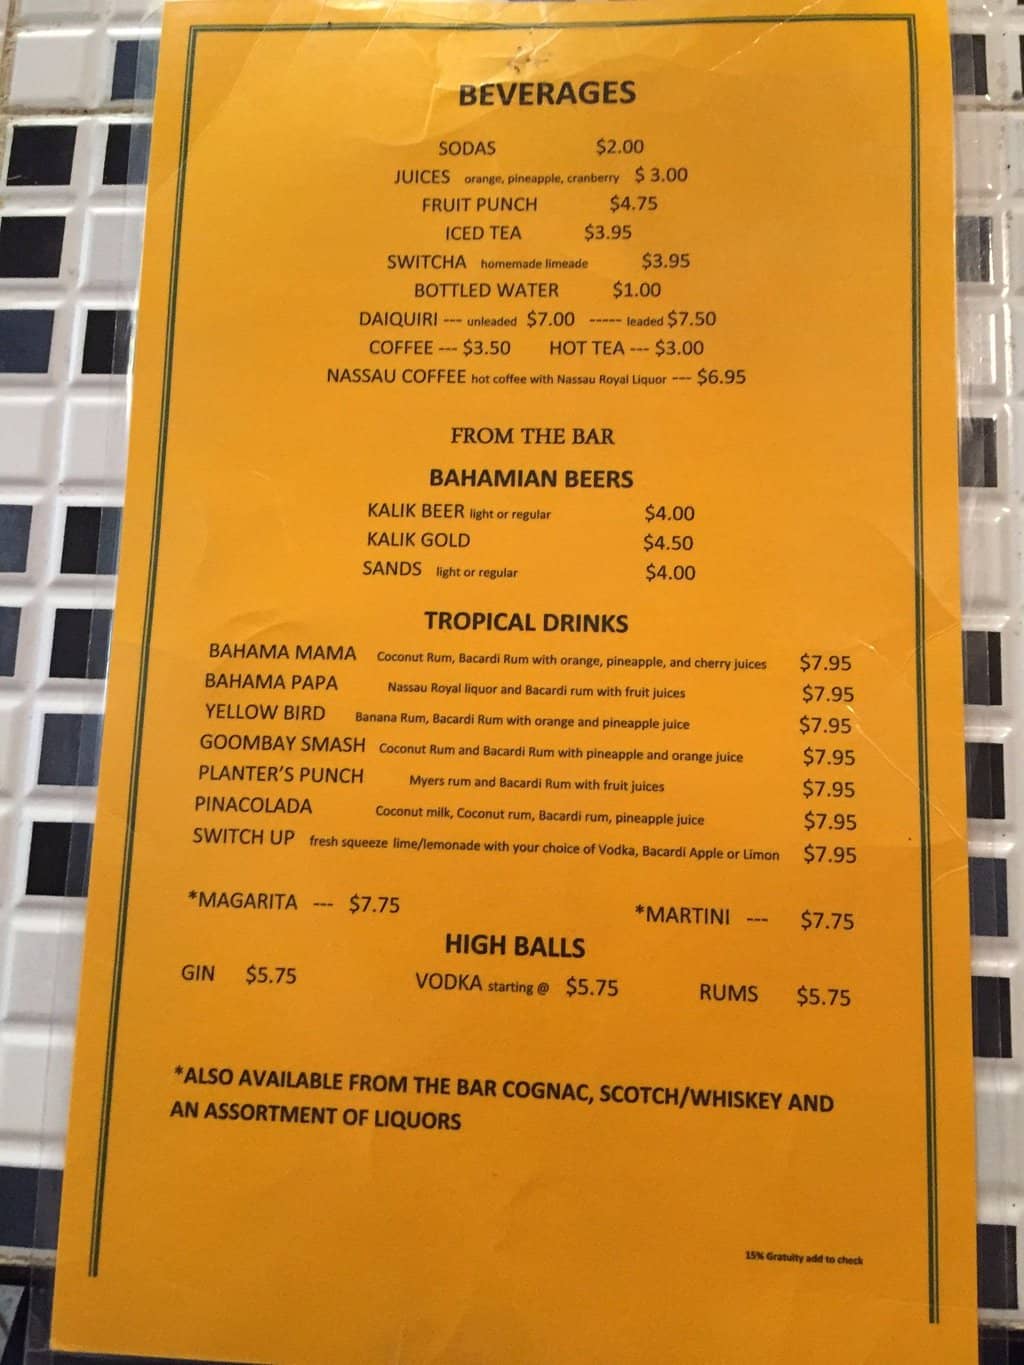 BEVERAGES
SODAS $2.00
JUICES orange, pineapple, cranberry $ 3.00
FRUIT PUNCH $4.75
ICED TEA $3.95
SWITCHA homemade limeade $3.95
BOTTLED WATER $1.00
DAIQUIRI --- unleaded $7.00 ----- leaded $7.50
COFFEE --- $3.50 HOT TEA --- $3.00
NASSAU COFFEE hot coffee with Nassau Royal Liquor --- $6.95
FROM THE BAR
BAHAMIAN BEERS
KALIK BEER light or regular $4.00
KALIK GOLD $4.50
SANDS light or regular $4.00
TROPICAL DRINKS
BAHAMA MAMA Coconut Rum, Bacardi Rum with orange, pineapple, and cherry juices $7.95
BAHAMA PAPA Nassau Royal liquor and Bacardi rum with fruit juices $7.95
YELLOW BIRD Banana Rum, Bacardi Rum with orange and pineapple juice $7.95
GOOMBAY SMASH Coconut Rum and Bacardi Rum with pineapple and orange juice $7.95
PLANTER'S PUNCH Myers rum and Bacardi Rum with fruit juices $7.95
PINACOLADA Coconut milk, Coconut rum, Bacardi rum, pineapple juice $7.95
SWITCH UP fresh squeeze lime/lemonade with your choice of Vodka, Bacardi Apple or Limon $7.95
*MAGARITA --- $7.75 *MARTINI --- $7.75
HIGH BALLS
GIN $5.75 VODKA starting @ $5.75 RUMS $5.75
*ALSO AVAILABLE FROM THE BAR COGNAC, SCOTCH/WHISKEY AND
AN ASSORTMENT OF LIQUORS
15% Gratuity add to check